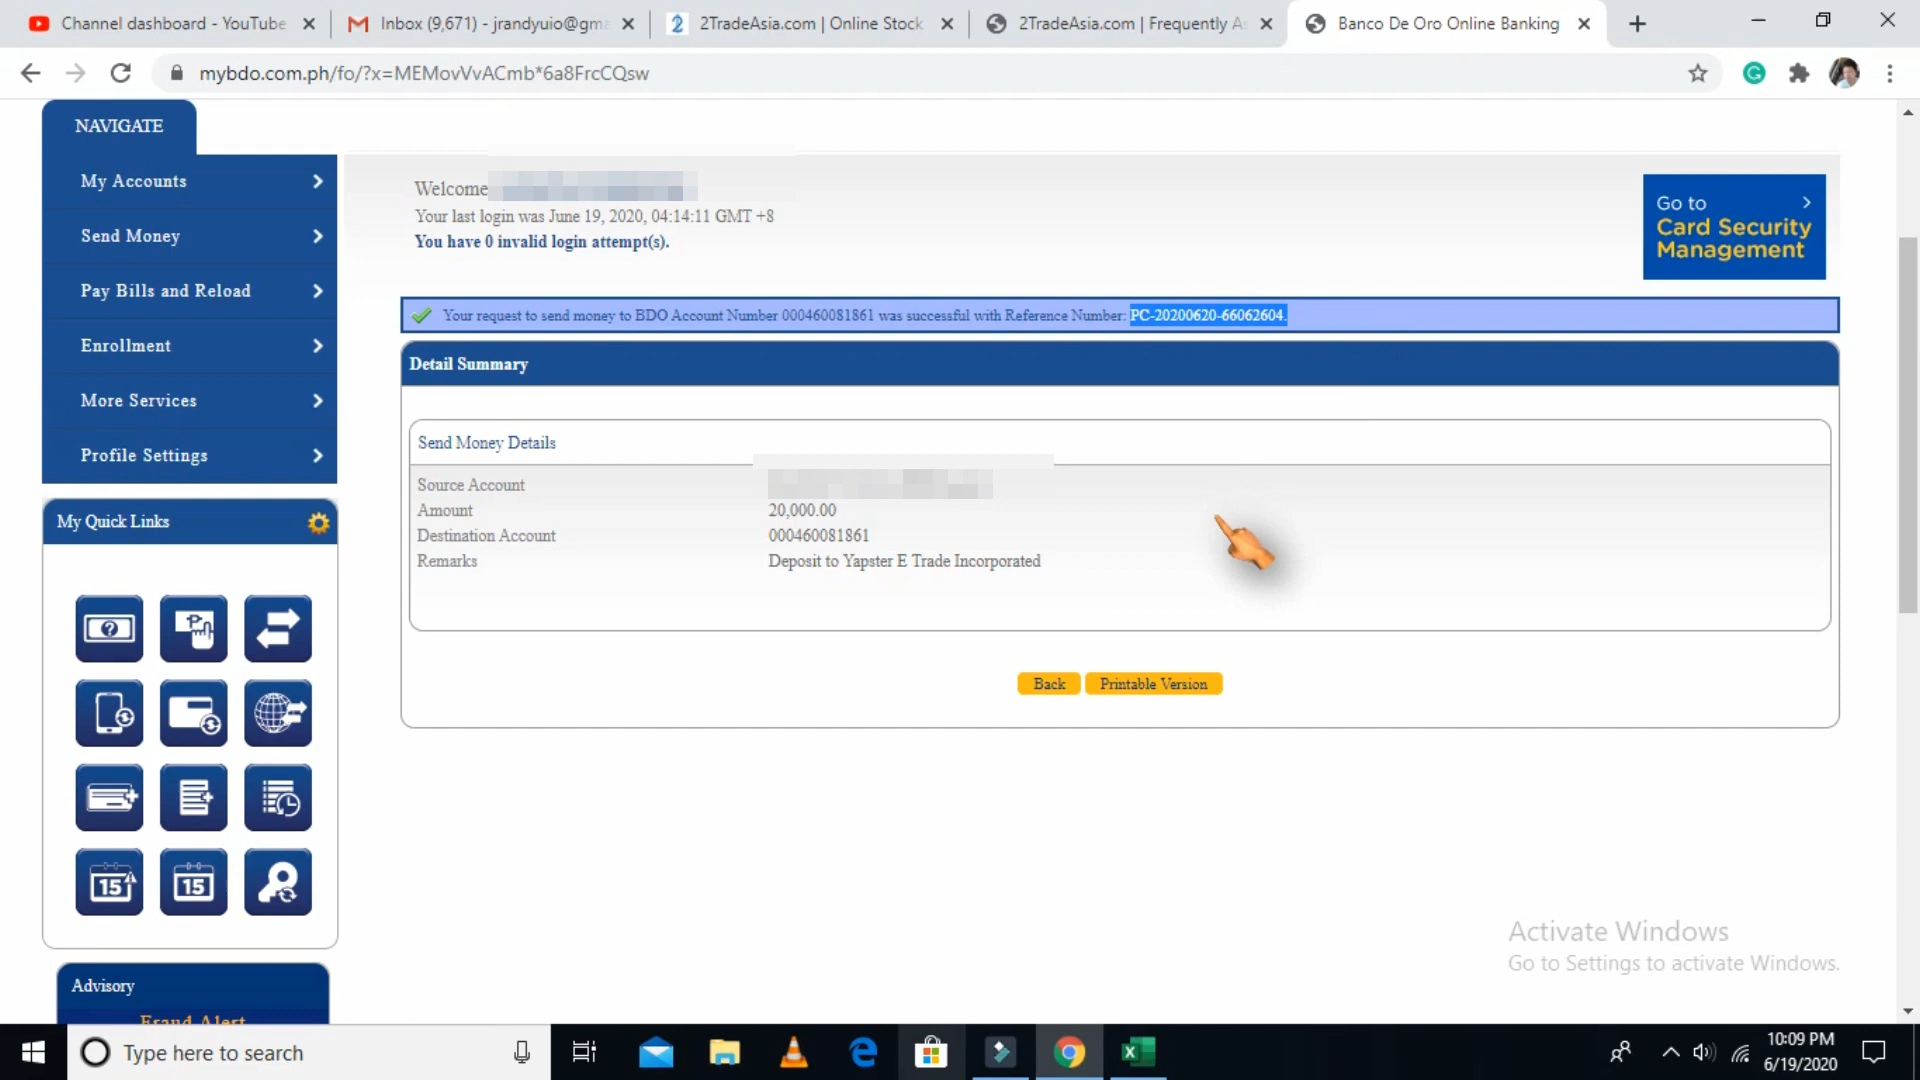 Channel dashboard - YouTube
Inbox (9,671) - jrandyuio@gma
2TradeAsia.com | Online Stock
2TradeAsia.com | Frequently As
Banco De Oro Online Banking
mybdo.com.ph/fo/?x=MEMovVvACmb*6a8FrcCQsw
NAVIGATE
My Accounts
Send Money
Pay Bills and Reload
Enrollment
More Services
Profile Settings
My Quick Links
15
15
Advisory
Fraud Alert
Welcome
Your last login was June 19, 2020, 04:14:11 GMT +8
You have 0 invalid login attempt(s).
Go to
Card Security
Management
Your request to send money to BDO Account Number 000460081861 was successful with Reference Number: PC-20200620-66062604.
Detail Summary
Send Money Details
Source Account
Amount 20,000.00
Destination Account 000460081861
Remarks Deposit to Yapster E Trade Incorporated
Back Printable Version
Activate Windows
Go to Settings to activate Windows.
Type here to search
10:09 PM
6/19/2020